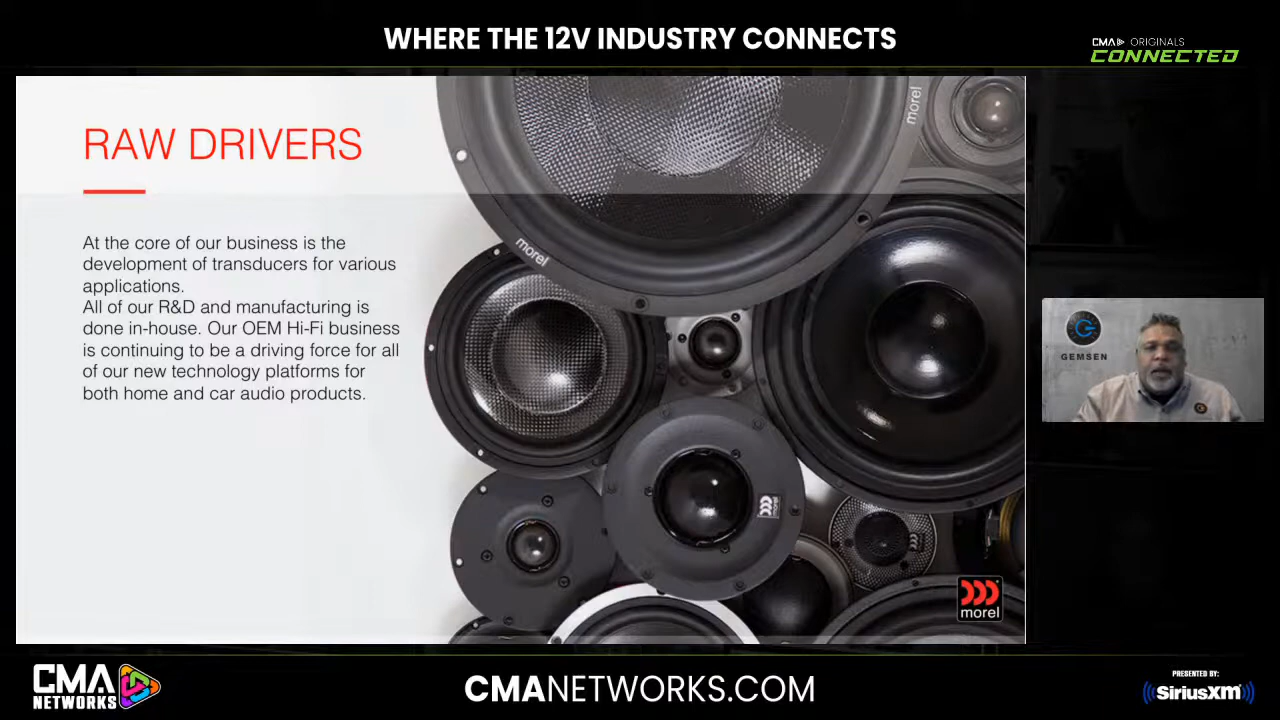 WHERE THE 12V INDUSTRY CONNECTS
CMA ORIGINALS
CONNECTED
RAW DRIVERS
At the core of our business is the
development of transducers for various
applications.
All of our R&D and manufacturing is
done in-house. Our OEM Hi-Fi business
is continuing to be a driving force for all
of our new technology platforms for
both home and car audio products.
morel
morel
morel
GEMSEN
CMA
NETWORKS
CMANETWORKS.COM
PRESENTED BY:
SiriusXM